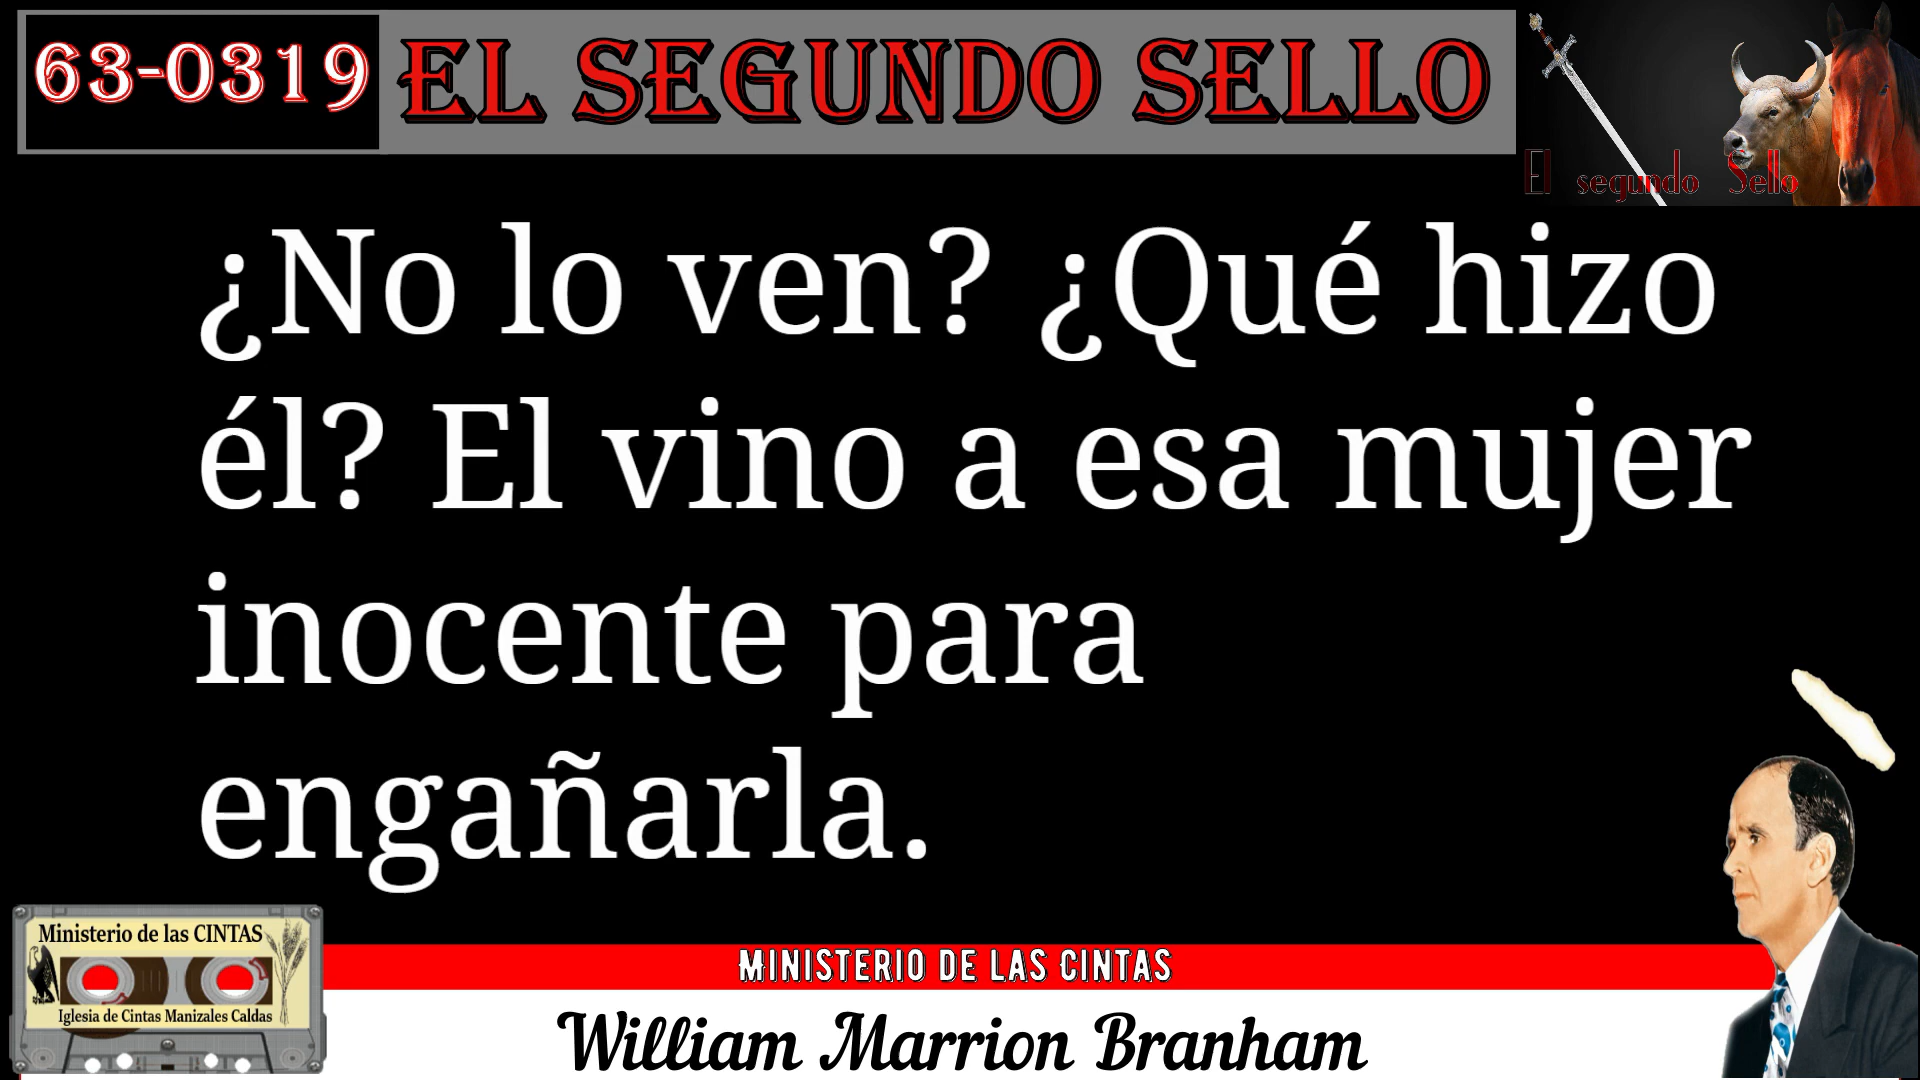 63-0319 EL SEGUNDO SELLO
El segundo Sello
¿No lo ven? ¿Qué hizo
él? El vino a esa mujer
inocente para
engañarla.
Ministerio de las CINTAS
Iglesia de Cintas Manizales Caldas
MINISTERIO DE LAS CINTAS
William Marrion Branham